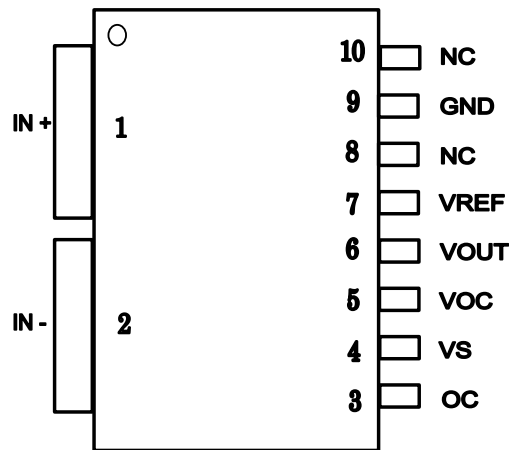 10 NC
9 GND
IN + 1
8 NC
7 VREF
6 VOUT
5 VOC
IN - 2
4 VS
3 OC